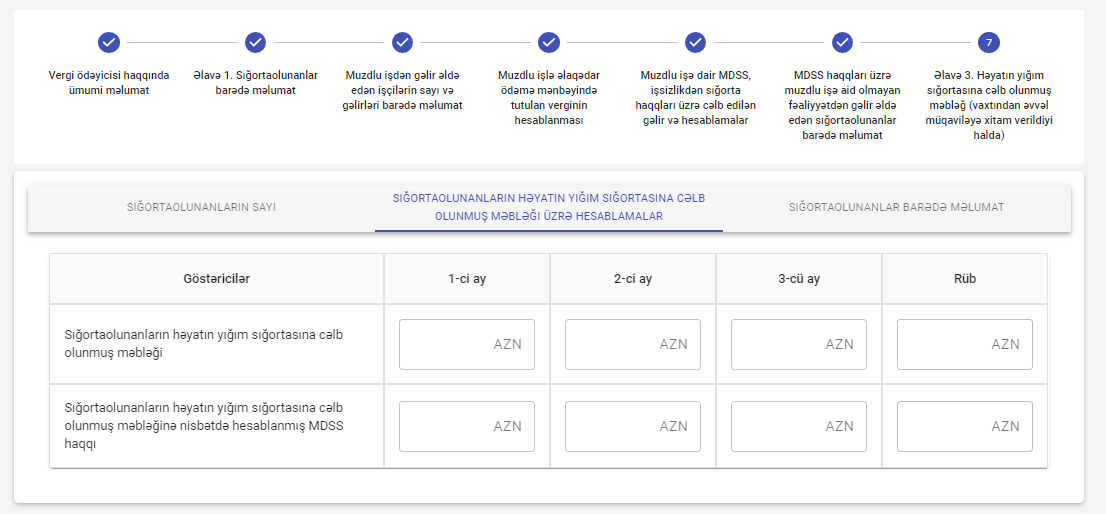 7
Vergi ödəyicisi haqqında
ümumi məlumat
Əlavə 1. Sığortaolunanlar
barədə məlumat
Muzdlu işdən gəlir əldə
edən işçilərin sayı və
gəlirləri barədə məlumat
Muzdlu işlə əlaqədar
ödəmə mənbəyində
tutulan verginin
hesablanması
Muzdlu işə dair MDSS,
işsizlikdən sığorta
haqqları üzrə cəlb edilən
gəlir və hesablamalar
MDSS haqqları üzrə
muzdlu işə aid olmayan
fəaliyyətdən gəlir əldə
edən sığortaolunanlar
barədə məlumat
Əlavə 3. Həyatın yığım
sığortasına cəlb olunmuş
məbləğ (vaxtından əvvəl
müqaviləyə xitam verildiyi
halda)
SIĞORTAOLUNANLARIN SAYI
SIĞORTAOLUNANLARIN HƏYATIN YIĞIM SIĞORTASINA CƏLB
OLUNMUŞ MƏBLƏĞI ÜZRƏ HESABLAMALAR
SIĞORTAOLUNANLAR BARƏDƏ MƏLUMAT
Göstəricilər
1-ci ay
2-ci ay
3-cü ay
Rüb
Sığortaolunanların həyatın yığım sığortasına cəlb
olunmuş məbləği
AZN
AZN
AZN
AZN
Sığortaolunanların həyatın yığım sığortasına cəlb
olunmuş məbləğinə nisbətdə hesablanmış MDSS
haqqı
AZN
AZN
AZN
AZN